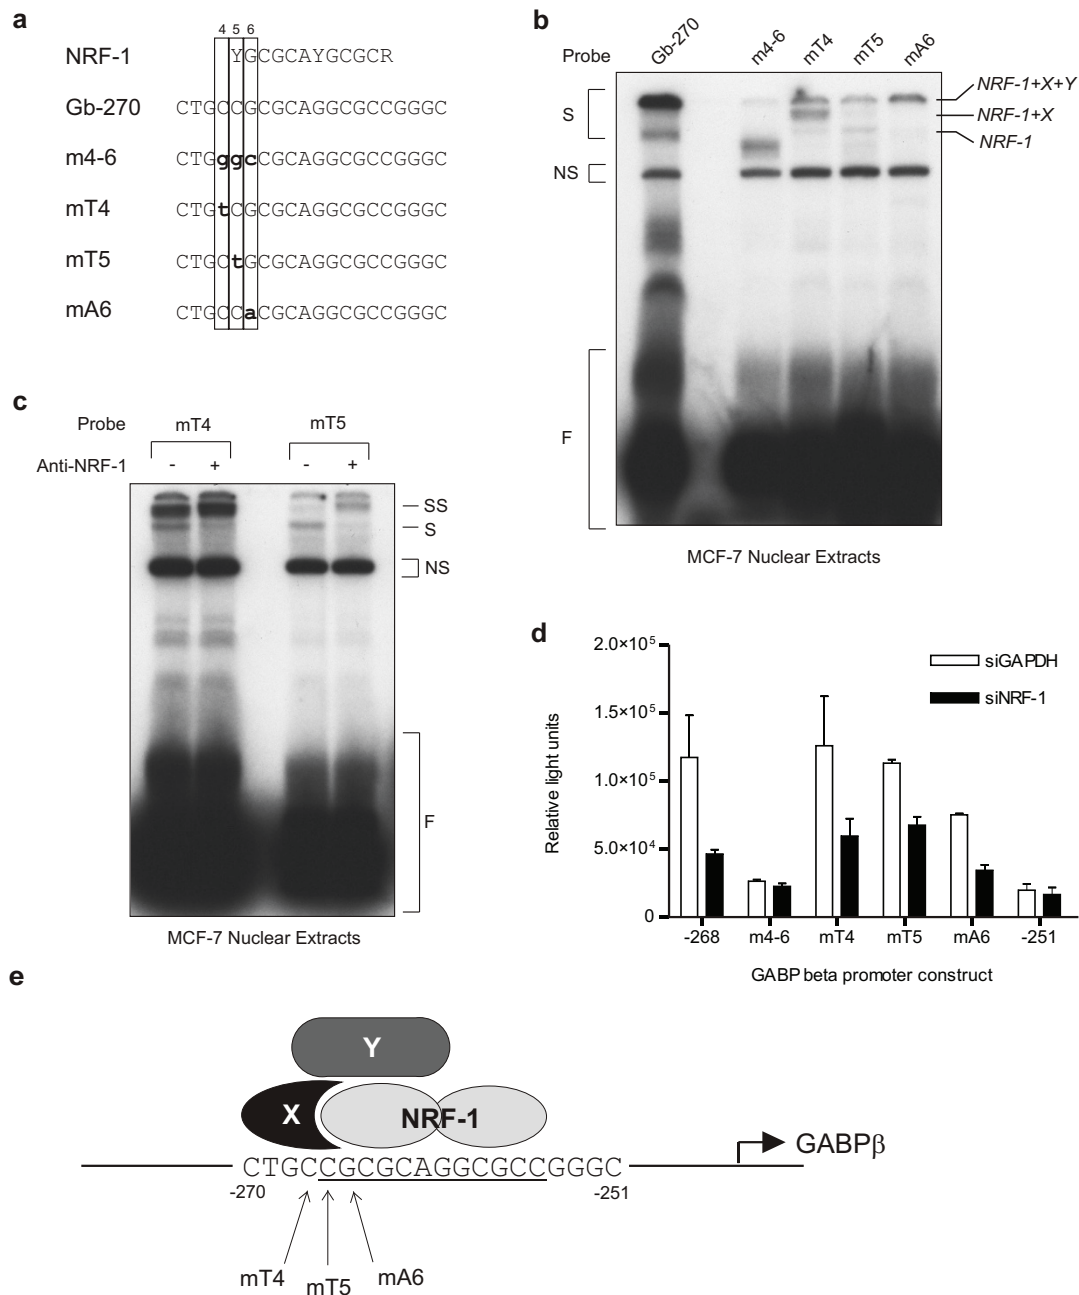 a
4 5 6
NRF-1 YGCGCAYGCGCR
Gb-270 CTGCCGCGCAGGCGCCGGGC
m4-6 CTGggcCGCAGGCGCCGGGC
mT4 CTGtCGCGCAGGCGCCGGGC
mT5 CTGCtGCGCAGGCGCCGGGC
mA6 CTGCCaCGCAGGCGCCGGGC
b
Probe Gb-270 m4-6 mT4 mT5 mA6
S
NS
F
NRF-1+X+Y
NRF-1+X
NRF-1
MCF-7 Nuclear Extracts
c
Probe mT4 mT5
Anti-NRF-1 - + - +
SS
S
NS
F
MCF-7 Nuclear Extracts
d
Relative light units
2.0×10⁵
1.5×10⁵
1.0×10⁵
5.0×10⁴
0
siGAPDH
siNRF-1
-268 m4-6 mT4 mT5 mA6 -251
GABP beta promoter construct
e
Y
X NRF-1
CTGCCGCGCAGGCGCCGGGC
GABPβ
-270 -251
mT4 mT5 mA6